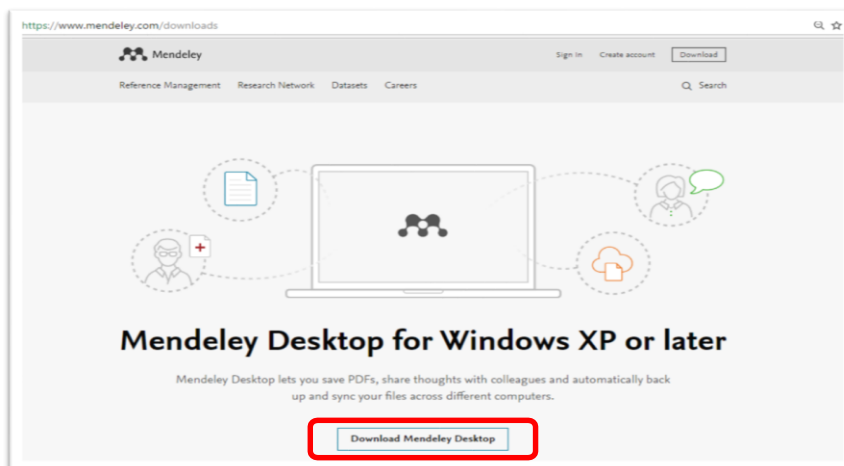 https://www.mendeley.com/downloads
Mendeley
Sign In Create account Download
Reference Management Research Network Datasets Careers
Search
Mendeley Desktop for Windows XP or later
Mendeley Desktop lets you save PDFs, share thoughts with colleagues and automatically back
up and sync your files across different computers.
Download Mendeley Desktop